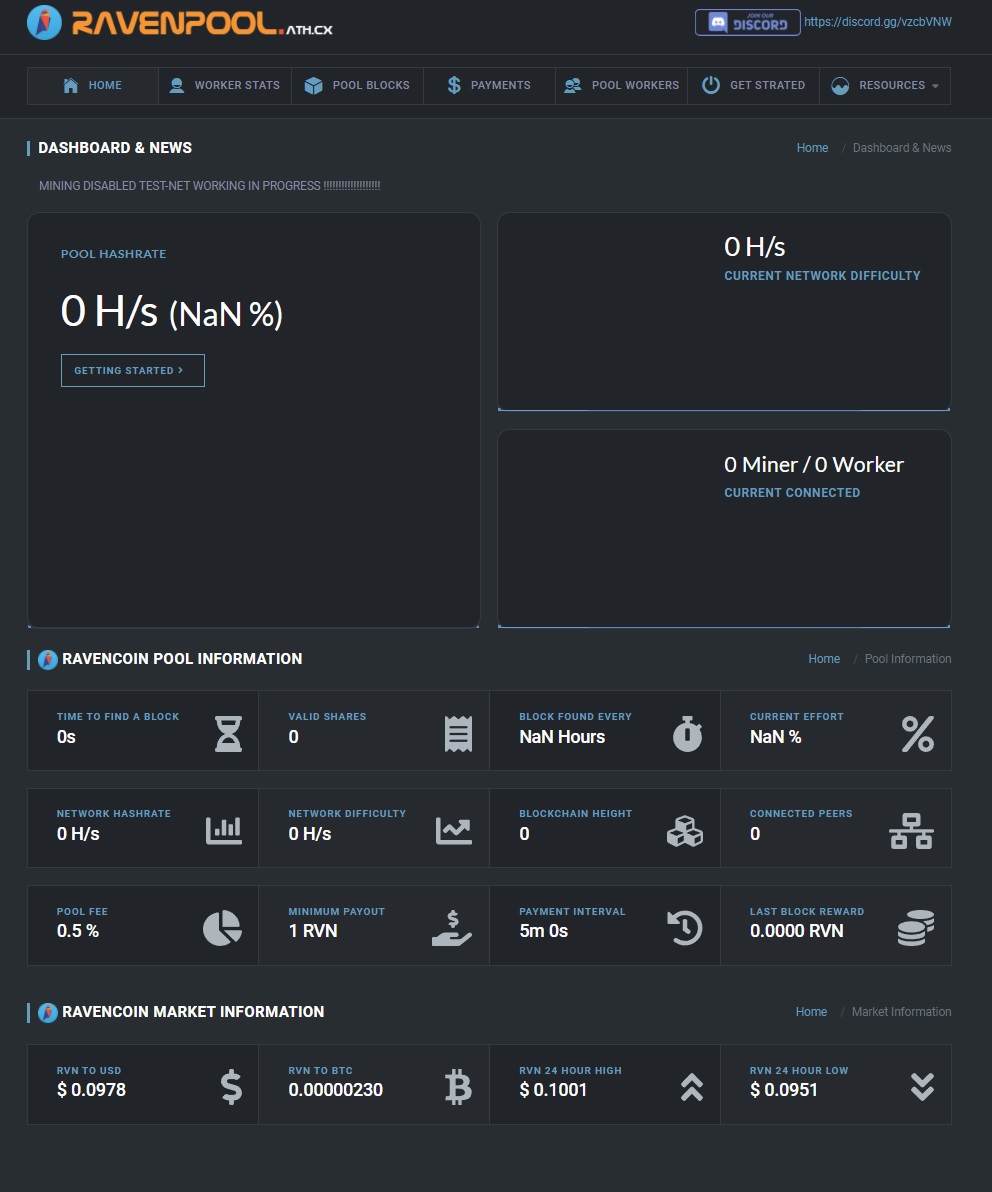 RAVENPOOL.ATH.CX
JOIN OUR
DISCORD
https://discord.gg/vzcbVNW
HOME
WORKER STATS
POOL BLOCKS
PAYMENTS
POOL WORKERS
GET STRATED
RESOURCES
DASHBOARD & NEWS
Home / Dashboard & News
MINING DISABLED TEST-NET WORKING IN PROGRESS !!!!!!!!!!!!!!!!!!!
POOL HASHRATE
0 H/s (NaN %)
GETTING STARTED >
0 H/s
CURRENT NETWORK DIFFICULTY
0 Miner / 0 Worker
CURRENT CONNECTED
RAVENCOIN POOL INFORMATION
Home / Pool Information
TIME TO FIND A BLOCK
0s
VALID SHARES
0
BLOCK FOUND EVERY
NaN Hours
CURRENT EFFORT
NaN %
NETWORK HASHRATE
0 H/s
NETWORK DIFFICULTY
0 H/s
BLOCKCHAIN HEIGHT
0
CONNECTED PEERS
0
POOL FEE
0.5 %
MINIMUM PAYOUT
1 RVN
PAYMENT INTERVAL
5m 0s
LAST BLOCK REWARD
0.0000 RVN
RAVENCOIN MARKET INFORMATION
Home / Market Information
RVN TO USD
$ 0.0978
RVN TO BTC
0.00000230
RVN 24 HOUR HIGH
$ 0.1001
RVN 24 HOUR LOW
$ 0.0951